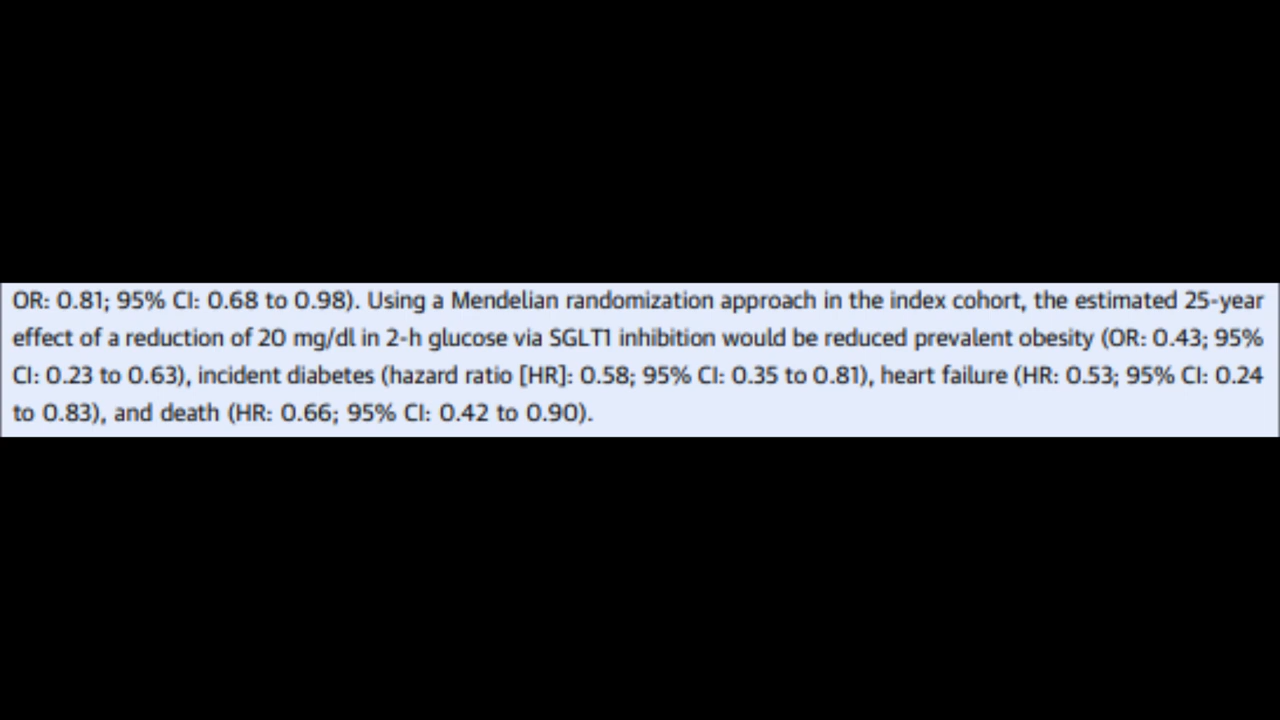 OR: 0.81; 95% CI: 0.68 to 0.98). Using a Mendelian randomization approach in the index cohort, the estimated 25-year
effect of a reduction of 20 mg/dl in 2-h glucose via SGLT1 inhibition would be reduced prevalent obesity (OR: 0.43; 95%
CI: 0.23 to 0.63), incident diabetes (hazard ratio [HR]: 0.58; 95% CI: 0.35 to 0.81), heart failure (HR: 0.53; 95% CI: 0.24
to 0.83), and death (HR: 0.66; 95% CI: 0.42 to 0.90).